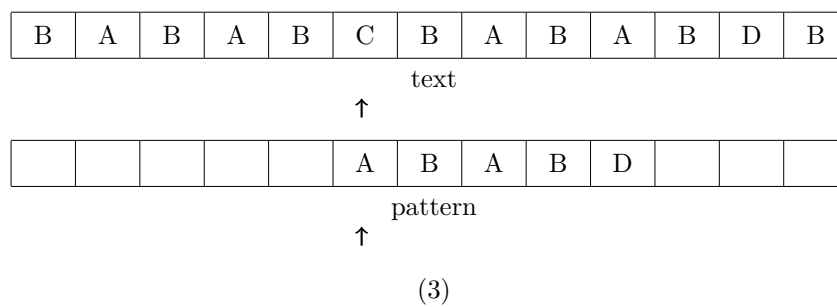 B A B A B C B A B A B D B
text
↑
A B A B D
pattern
↑
(3)